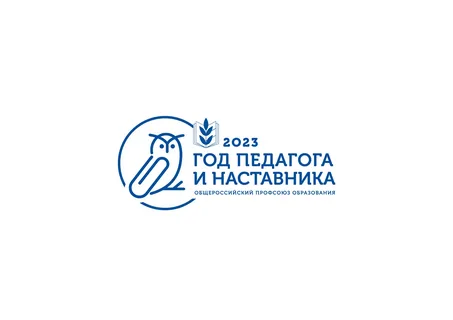 2023
ГОД ПЕДАГОГА
И НАСТАВНИКА
ОБЩЕРОССИЙСКИЙ ПРОФСОЮЗ ОБРАЗОВАНИЯ